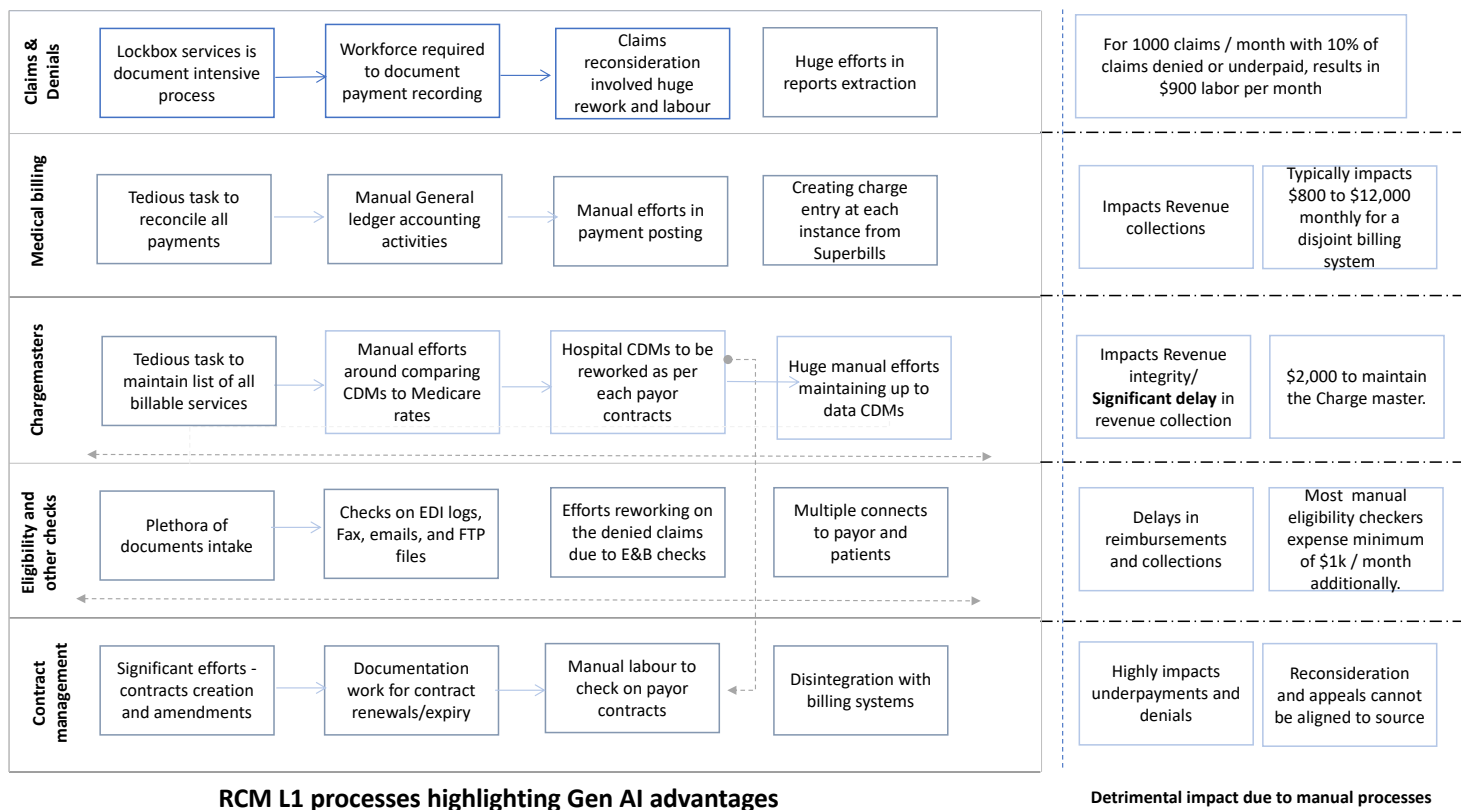 Claims &
Denials
Lockbox services is
document intensive
process
Workforce required
to document
payment recording
Claims
reconsideration
involved huge
rework and labour
Huge efforts in
reports extraction
For 1000 claims / month with 10% of
claims denied or underpaid, results in
$900 labor per month
Medical billing
Tedious task to
reconcile all
payments
Manual General
ledger accounting
activities
Manual efforts in
payment posting
Creating charge
entry at each
instance from
Superbills
Impacts Revenue
collections
Typically impacts
$800 to $12,000
monthly for a
disjoint billing
system
Chargemasters
Tedious task to
maintain list of all
billable services
Manual efforts
around comparing
CDMs to Medicare
rates
Hospital CDMs to be
reworked as per
each payor
contracts
Huge manual efforts
maintaining up to
data CDMs
Impacts Revenue
integrity/
Significant delay in
revenue collection
$2,000 to maintain
the Charge master.
Eligibility and
other checks
Plethora of
documents intake
Checks on EDI logs,
Fax, emails, and FTP
files
Efforts reworking on
the denied claims
due to E&B checks
Multiple connects
to payor and
patients
Delays in
reimbursements
and collections
Most manual
eligibility checkers
expense minimum
of $1k / month
additionally.
Contract
management
Significant efforts -
contracts creation
and amendments
Documentation
work for contract
renewals/expiry
Manual labour to
check on payor
contracts
Disintegration with
billing systems
Highly impacts
underpayments and
denials
Reconsideration
and appeals cannot
be aligned to source
RCM L1 processes highlighting Gen AI advantages
Detrimental impact due to manual processes